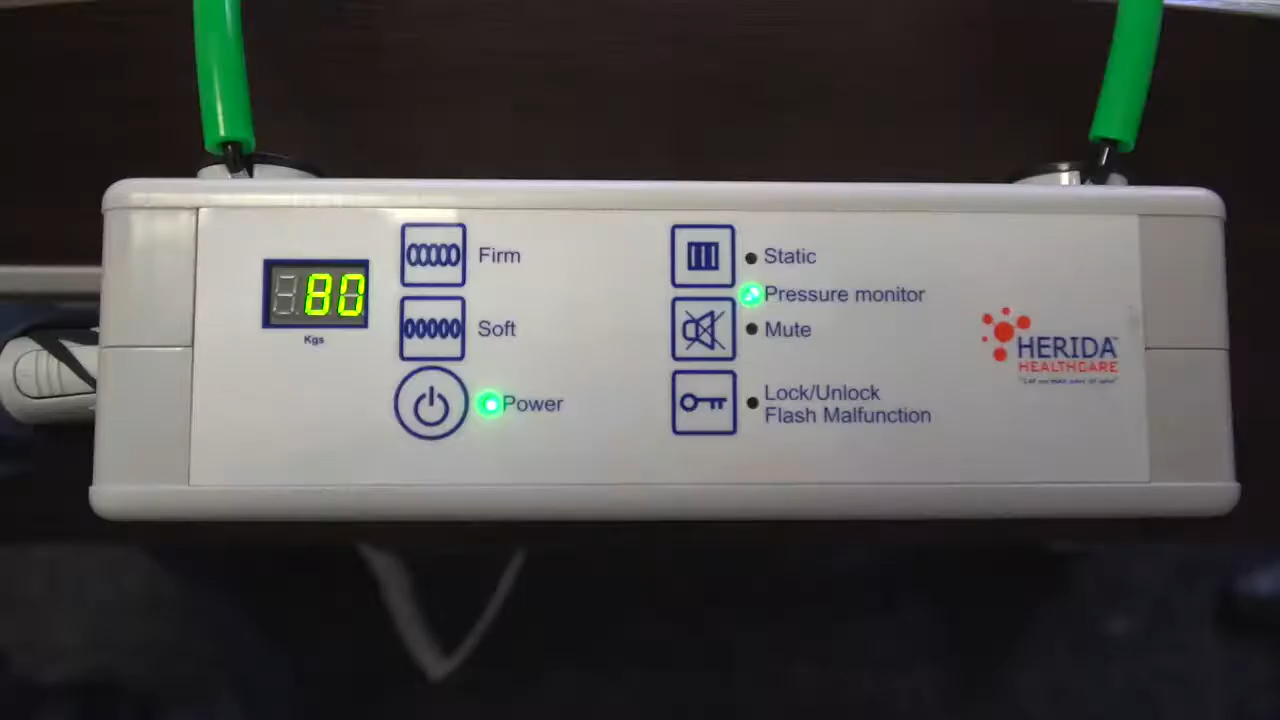 80
Kgs
Firm
Soft
Power
Static
Pressure monitor
Mute
Lock/Unlock
Flash Malfunction
HERIDA
HEALTHCARE